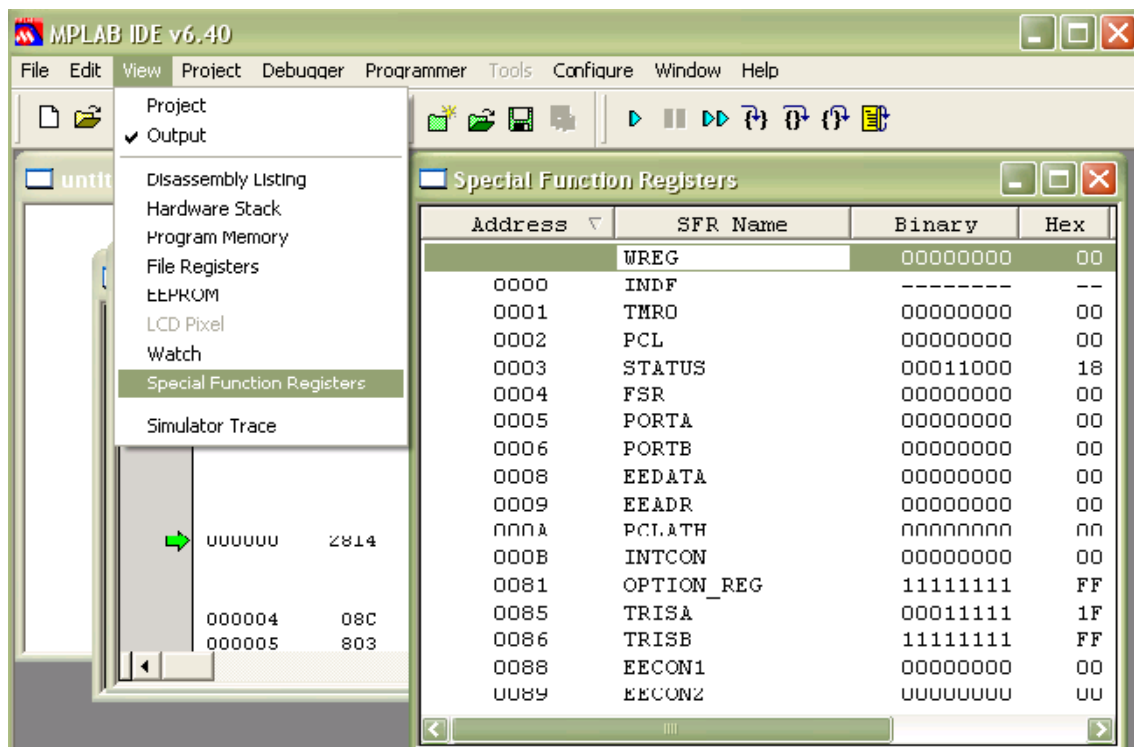 MPLAB IDE v6.40
File Edit View Project Debugger Programmer Tools Configure Window Help
Project
Output
Disassembly Listing
Hardware Stack
Program Memory
File Registers
EEPROM
LCD Pixel
Watch
Special Function Registers
Simulator Trace
untit
000000 2814
000004 08C
000005 803
Special Function Registers
Address SFR Name Binary Hex
WREG 00000000 00
0000 INDF -------- --
0001 TMR0 00000000 00
0002 PCL 00000000 00
0003 STATUS 00011000 18
0004 FSR 00000000 00
0005 PORTA 00000000 00
0006 PORTB 00000000 00
0008 EEDATA 00000000 00
0009 EEADR 00000000 00
000A PCLATH 00000000 00
000B INTCON 00000000 00
0081 OPTION_REG 11111111 FF
0085 TRISA 00011111 1F
0086 TRISB 11111111 FF
0088 EECON1 00000000 00
0089 EECON2 00000000 00